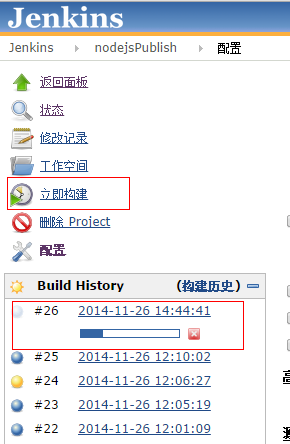 Jenkins
Jenkins nodejsPublish 配置
返回面板
状态
修改记录
工作空间
立即构建
删除 Project
配置
Build History (构建历史)
#26 2014-11-26 14:44:41
#25 2014-11-26 12:10:02
#24 2014-11-26 12:06:27
#23 2014-11-26 12:05:19
#22 2014-11-26 12:01:09